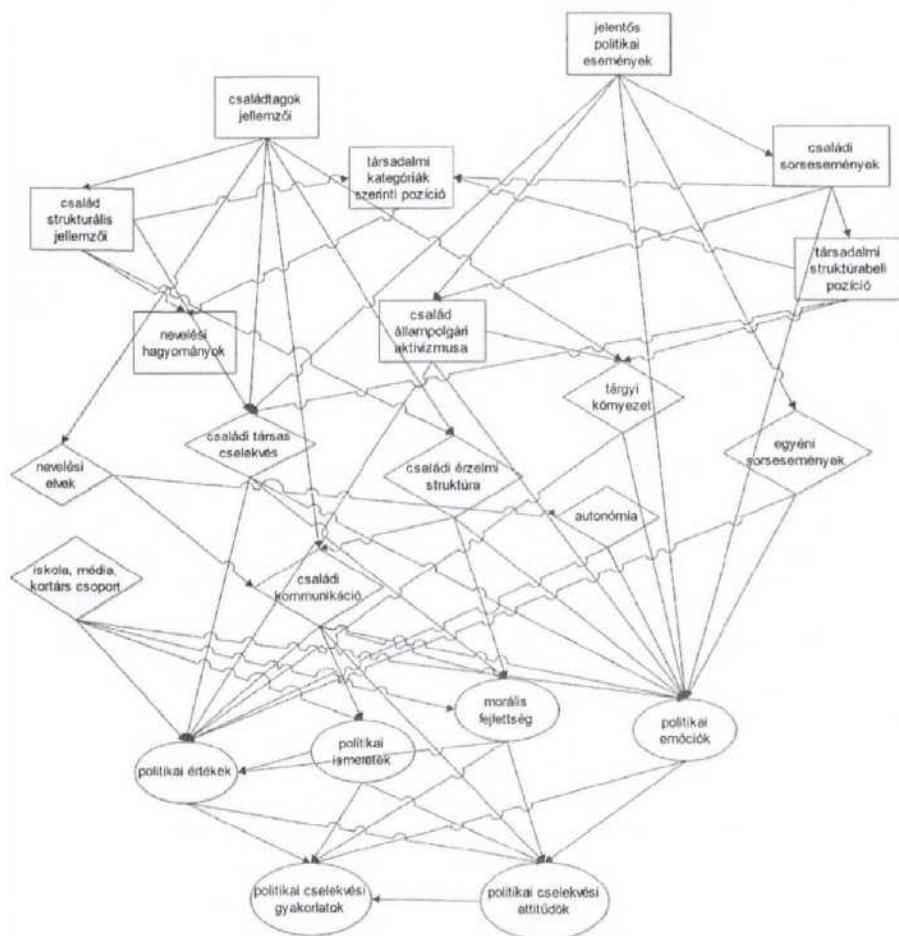 jelentős
politikai
események
családtagok
jellemzői
családi
sorsesemények
társadalmi
kategóriák
szerinti pozíció
család
strukturális
jellemzői
társadalmi
struktúrabeli
pozíció
nevelési
hagyományok
család
állampolgári
aktivizmusa
tárgyi
környezet
családi társas
cselekvés
egyéni
sorsesemények
nevelési
elvek
családi érzelmi
struktúra
autonómia
iskola, média,
kortárs csoport
családi
kommunikáció
morális
fejlettség
politikai
emóciók
politikai értékek
politikai
ismeretek
politikai cselekvési
gyakorlatok
politikai cselekvési
attitűdök